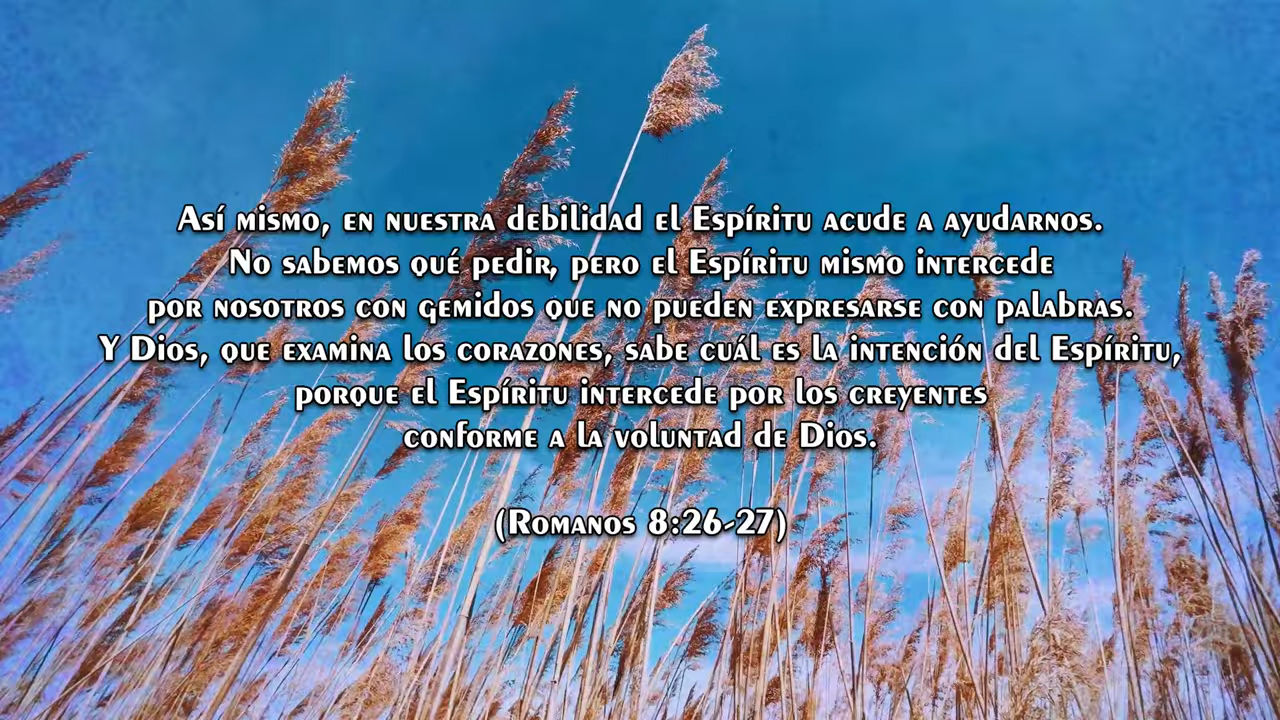 Así mismo, en nuestra debilidad el Espíritu acude a ayudarnos.
No sabemos qué pedir, pero el Espíritu mismo intercede
por nosotros con gemidos que no pueden expresarse con palabras.
Y Dios, que examina los corazones, sabe cuál es la intención del Espíritu,
porque el Espíritu intercede por los creyentes
conforme a la voluntad de Dios.
(Romanos 8:26-27)